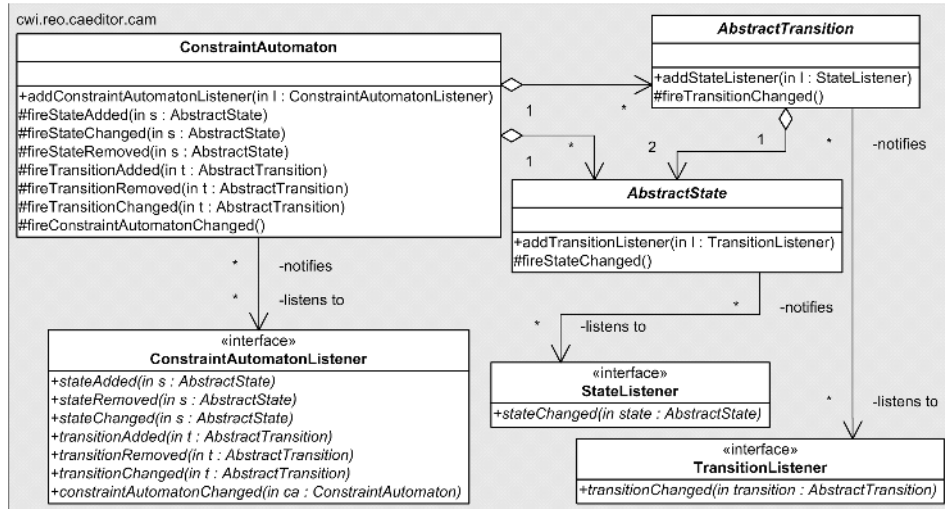 cwi.reo.caeditor.cam
ConstraintAutomaton
+addConstraintAutomatonListener(in l : ConstraintAutomatonListener)
#fireStateAdded(in s : AbstractState)
#fireStateChanged(in s : AbstractState)
#fireStateRemoved(in s : AbstractState)
#fireTransitionAdded(in t : AbstractTransition)
#fireTransitionRemoved(in t : AbstractTransition)
#fireTransitionChanged(in t : AbstractTransition)
#fireConstraintAutomatonChanged()
AbstractTransition
+addStateListener(in l : StateListener)
#fireTransitionChanged()
1
*
1
*
2
1
*
-notifies
AbstractState
+addTransitionListener(in l : TransitionListener)
#fireStateChanged()
*
-notifies
*
-listens to
*
-notifies
*
-listens to
*
-listens to
«interface»
ConstraintAutomatonListener
+stateAdded(in s : AbstractState)
+stateRemoved(in s : AbstractState)
+stateChanged(in s : AbstractState)
+transitionAdded(in t : AbstractTransition)
+transitionRemoved(in t : AbstractTransition)
+transitionChanged(in t : AbstractTransition)
+constraintAutomatonChanged(in ca : ConstraintAutomaton)
«interface»
StateListener
+stateChanged(in state : AbstractState)
«interface»
TransitionListener
+transitionChanged(in transition : AbstractTransition)